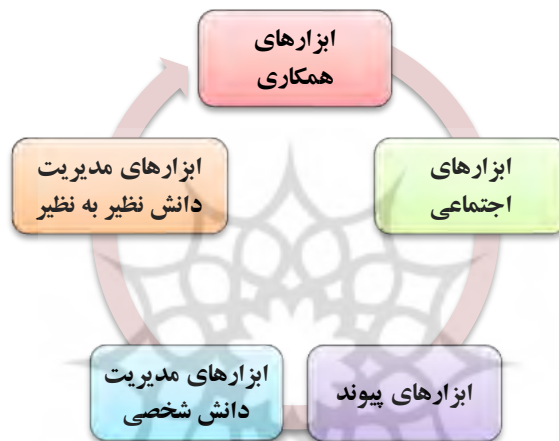 ابزارهای
همکاری
ابزارهای
اجتماعی
ابزارهای پیوند
ابزارهای مدیریت
دانش شخصی
ابزارهای مدیریت
دانش نظیر به نظیر